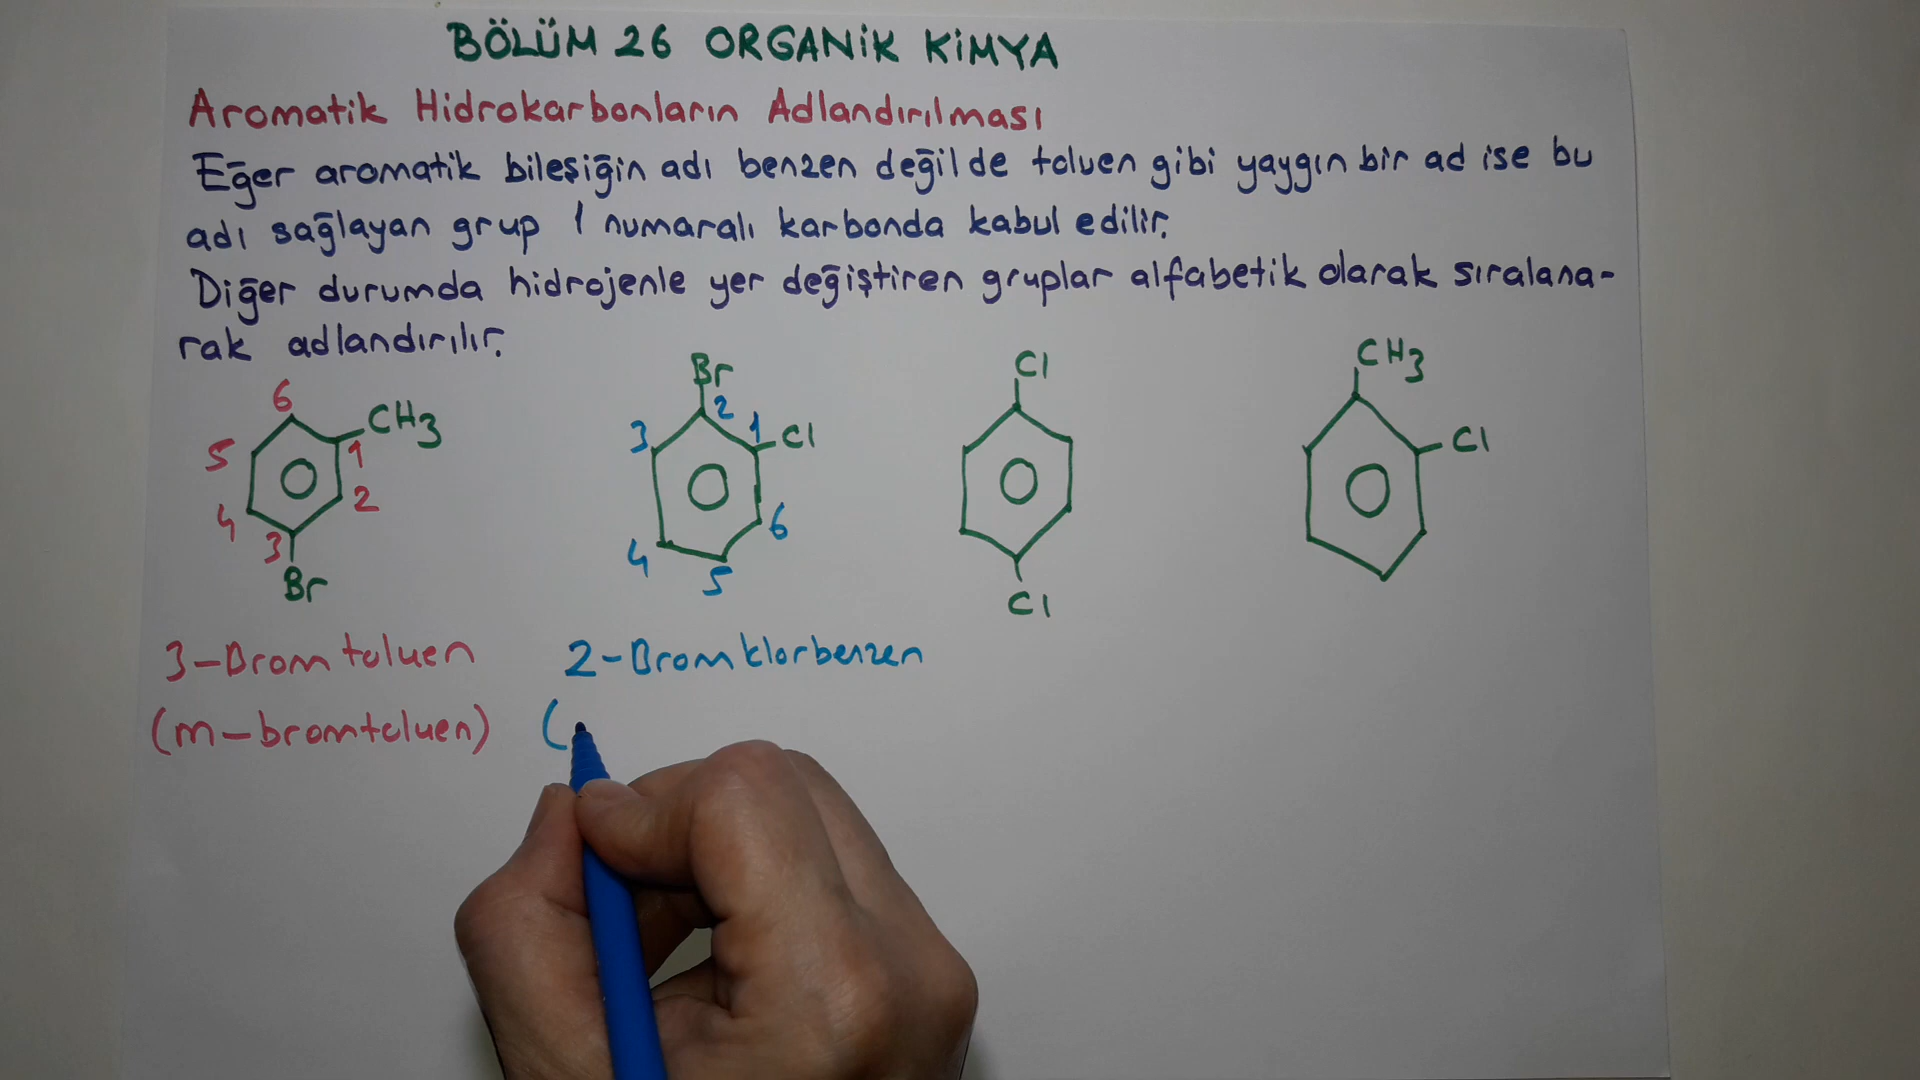 BÖLÜM 26 ORGANİK KİMYA
Aromatik Hidrokarbonların Adlandırılması
Eğer aromatik bileşiğin adı benzen değil de toluen gibi yaygın bir ad ise bu
adı sağlayan grup 1 numaralı karbonda kabul edilir.
Diğer durumda hidrojenle yer değiştiren gruplar alfabetik olarak sıralana-
rak adlandırılır.
6 CH3 1 2 3 4 5 Br
Br 2 1 Cl 3 4 5 6
Cl Cl
CH3 Cl
3-Bromtoluen
2-Bromklorbenzen
(m-bromtoluen)
(